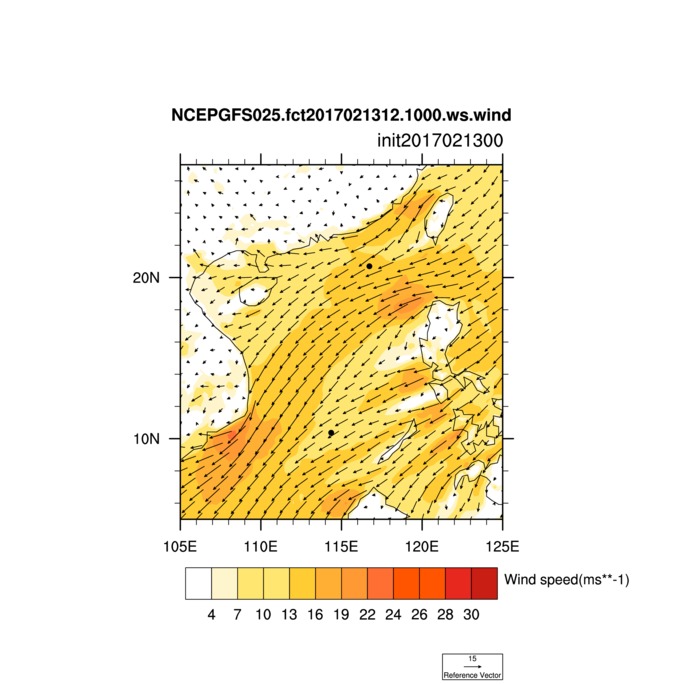 NCEPGFS025.fct2017021312.1000.ws.wind
init2017021300
20N
10N
105E 110E 115E 120E 125E
Wind speed(ms**-1)
4 7 10 13 16 19 22 24 26 28 30
15
Reference Vector